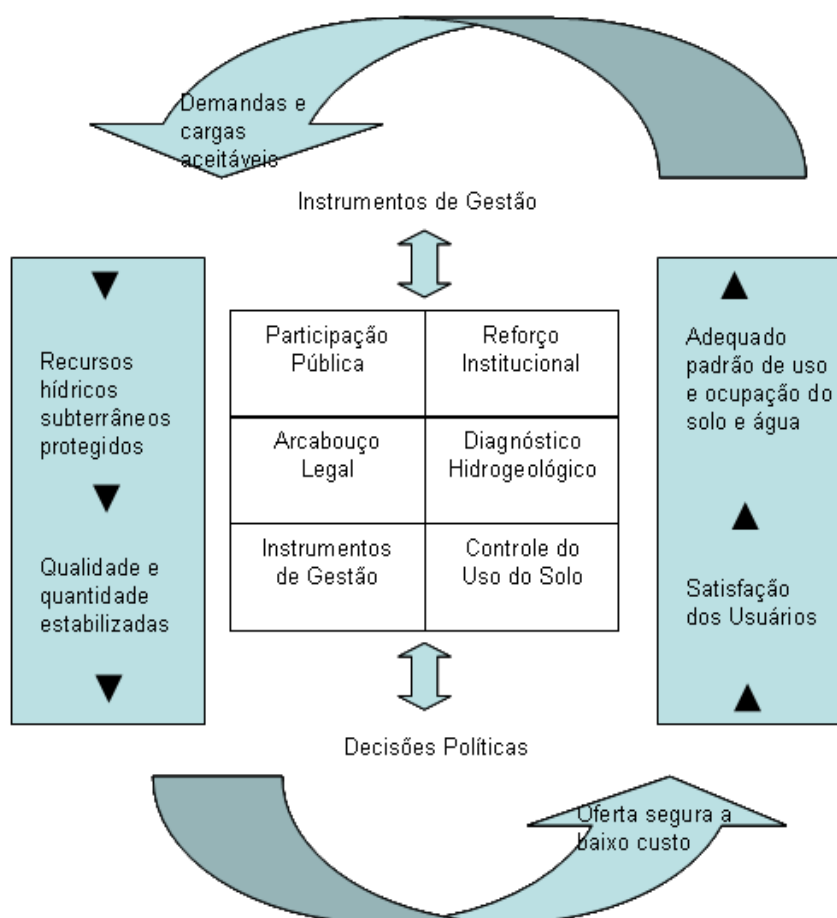 Demandas e
cargas
aceitáveis
Instrumentos de Gestão
Recursos
hídricos
subterrâneos
protegidos
Qualidade e
quantidade
estabilizadas
Participação
Pública
Reforço
Institucional
Arcabouço
Legal
Diagnóstico
Hidrogeológico
Instrumentos
de Gestão
Controle do
Uso do Solo
Adequado
padrão de uso
e ocupação do
solo e água
Satisfação
dos Usuários
Decisões Políticas
Oferta segura a
baixo custo